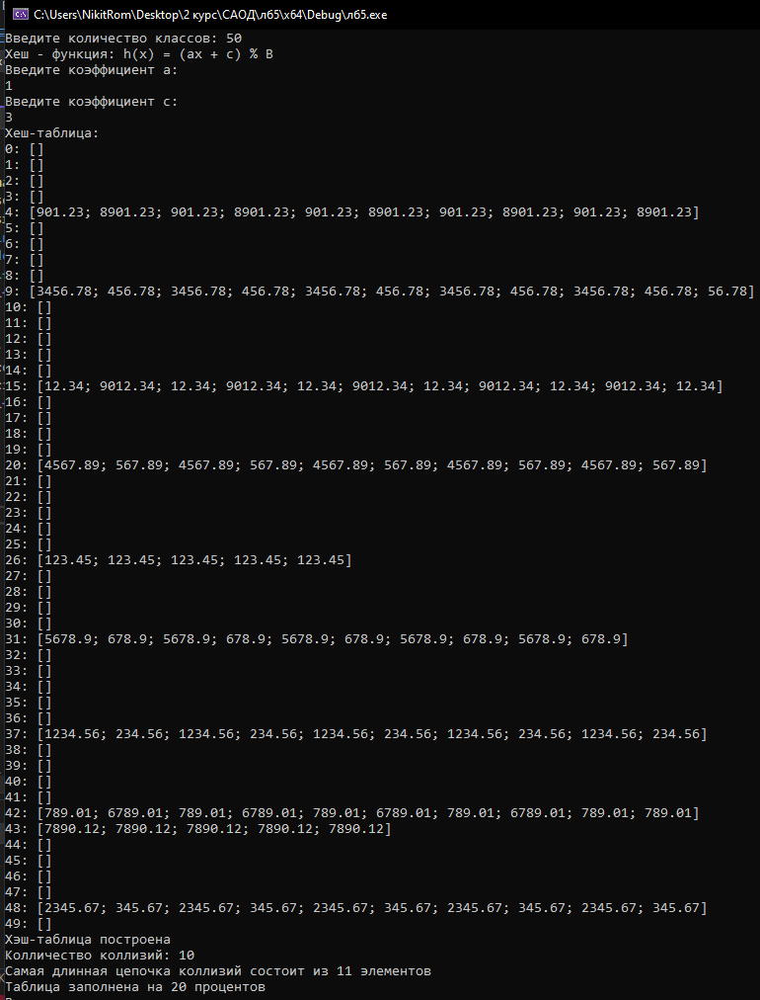 C:\Users\NikitRom\Desktop\2 курс\САОД\л65\x64\Debug\л65.exe
Введите количество классов: 50
Хеш - функция: h(x) = (ax + c) % B
Введите коэффициент a:
1
Введите коэффициент c:
3
Хеш-таблица:
0: []
1: []
2: []
3: []
4: [901.23; 8901.23; 901.23; 8901.23; 901.23; 8901.23; 901.23; 8901.23; 901.23; 8901.23]
5: []
6: []
7: []
8: []
9: [3456.78; 456.78; 3456.78; 456.78; 3456.78; 456.78; 3456.78; 456.78; 3456.78; 456.78; 56.78]
10: []
11: []
12: []
13: []
14: []
15: [12.34; 9012.34; 12.34; 9012.34; 12.34; 9012.34; 12.34; 9012.34; 12.34; 9012.34; 12.34]
16: []
17: []
18: []
19: []
20: [4567.89; 567.89; 4567.89; 567.89; 4567.89; 567.89; 4567.89; 567.89; 4567.89; 567.89]
21: []
22: []
23: []
24: []
25: []
26: [123.45; 123.45; 123.45; 123.45; 123.45]
27: []
28: []
29: []
30: []
31: [5678.9; 678.9; 5678.9; 678.9; 5678.9; 678.9; 5678.9; 678.9; 5678.9; 678.9]
32: []
33: []
34: []
35: []
36: []
37: [1234.56; 234.56; 1234.56; 234.56; 1234.56; 234.56; 1234.56; 234.56; 1234.56; 234.56]
38: []
39: []
40: []
41: []
42: [789.01; 6789.01; 789.01; 6789.01; 789.01; 6789.01; 789.01; 6789.01; 789.01; 789.01]
43: [7890.12; 7890.12; 7890.12; 7890.12; 7890.12]
44: []
45: []
46: []
47: []
48: [2345.67; 345.67; 2345.67; 345.67; 2345.67; 345.67; 2345.67; 345.67; 2345.67; 345.67]
49: []
Хэш-таблица построена
Колличество коллизий: 10
Самая длинная цепочка коллизий состоит из 11 элементов
Таблица заполнена на 20 процентов